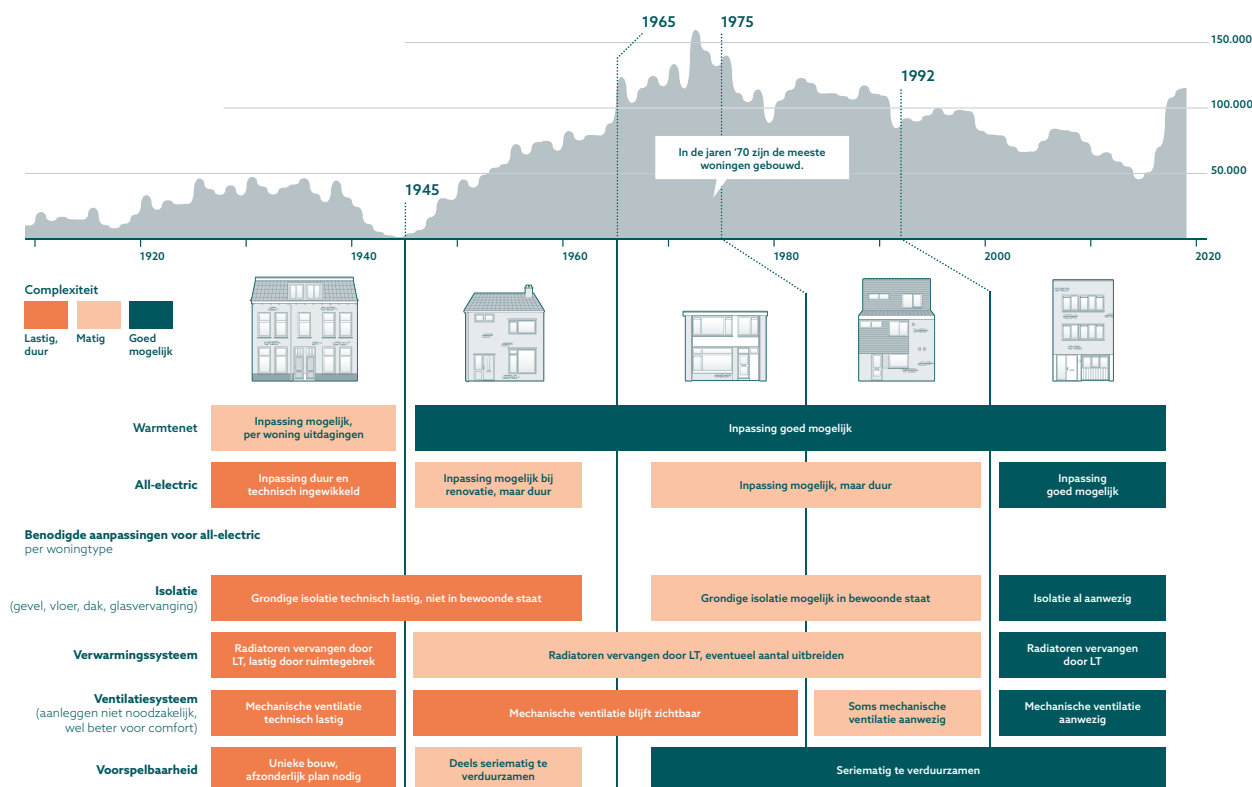 1965
1975
150.000
1992
100.000
In de jaren ‘70 zijn de meeste
woningen gebouwd.
50.000
1945
1920
1940
1960
1980
2000
2020
Complexiteit
Lastig,
duur
Matig
Goed
mogelijk
Warmtenet
Inpassing mogelijk,
per woning uitdagingen
Inpassing goed mogelijk
All-electric
Inpassing duur en
technisch ingewikkeld
Inpassing mogelijk bij
renovatie, maar duur
Inpassing mogelijk, maar duur
Inpassing
goed mogelijk
Benodigde aanpassingen voor all-electric
per woningtype
Isolatie
(gevel, vloer, dak, glasvervanging)
Grondige isolatie technisch lastig, niet in bewoonde staat
Grondige isolatie mogelijk in bewoonde staat
Isolatie al aanwezig
Verwarmingssysteem
Radiatoren vervangen door
LT, lastig door ruimtegebrek
Radiatoren vervangen door LT, eventueel aantal uitbreiden
Radiatoren vervangen
door LT
Ventilatiesysteem
(aanleggen niet noodzakelijk,
wel beter voor comfort)
Mechanische ventilatie
technisch lastig
Mechanische ventilatie blijft zichtbaar
Soms mechanische
ventilatie aanwezig
Mechanische ventilatie
aanwezig
Voorspelbaarheid
Unieke bouw,
afzonderlijk plan nodig
Deels seriematig te
verduurzamen
Seriematig te verduurzamen